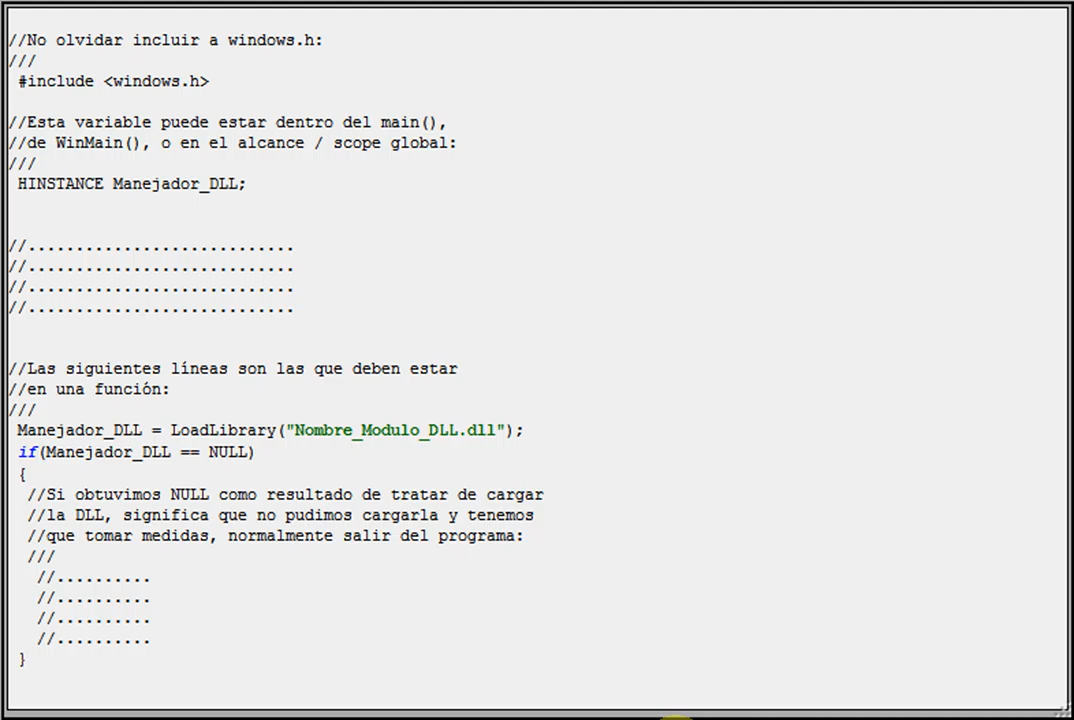 //No olvidar incluir a windows.h:
///
#include <windows.h>
//Esta variable puede estar dentro del main(),
//de WinMain(), o en el alcance / scope global:
///
HINSTANCE Manejador_DLL;
//............................
//............................
//............................
//............................
//Las siguientes líneas son las que deben estar
//en una función:
///
Manejador_DLL = LoadLibrary("Nombre_Modulo_DLL.dll");
if(Manejador_DLL == NULL)
{
//Si obtuvimos NULL como resultado de tratar de cargar
//la DLL, significa que no pudimos cargarla y tenemos
//que tomar medidas, normalmente salir del programa:
///
//..........
//..........
//..........
//..........
}